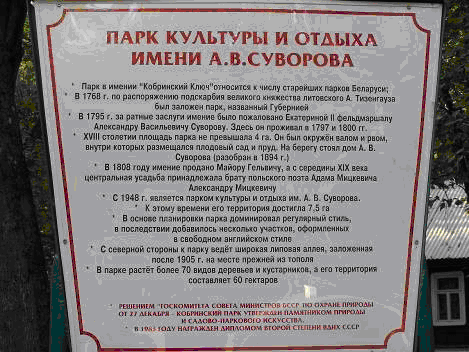 ПАРК КУЛЬТУРЫ И ОТДЫХА
ИМЕНИ А.В.СУВОРОВА
* Парк в имении "Кобринский Ключ"относится к числу старейших парков Беларуси;
* В 1768 г. по распоряжению подскарбия великого княжества литовского А. Тизенгауза
был заложен парк, названный Губернией
* В 1795 г. за ратные заслуги имение было пожаловано Екатериной II фельдмаршалу
Александру Васильевичу Суворову. Здесь он проживал в 1797 и 1800 гг.
* XVIII столетии площадь парка не превышала 4 га. Он был окружён валом и рвом,
внутри которых размещался плодовый сад и пруд. На берегу стоял дом А. В.
Суворова (разобран в 1894 г.)
* В 1808 году имение продано Майору Гельвичу, а с середины XIX века
центральная усадьба принадлежала брату польского поэта Адама Мицкевича
Александру Мицкевичу
* С 1948 г. является парком культуры и отдыха им. А. В. Суворова.
* К этому времени его территория достигла 7,5 га
* В основе планировки парка доминировал регулярный стиль,
в последствии добавилось несколько участков, оформленных
в свободном английском стиле
* С северной стороны к парку ведёт широкая липовая аллея, заложенная
после 1905 г. на месте прежней из тополя
* В парке растёт более 70 видов деревьев и кустарников, а его территория
составляет 60 гектаров
* РЕШЕНИЕМ "ГОСКОМИТЕТА СОВЕТА МИНИСТРОВ БССР ПО ОХРАНЕ ПРИРОДЫ
ОТ 27 ДЕКАБРЯ - КОБРИНСКИЙ ПАРК УТВЕРЖДЕН ПАМЯТНИКОМ ПРИРОДЫ
И САДОВО-ПАРКОВОГО ИСКУССТВА.
* В 1983 ГОДУ НАГРАЖДЕН ДИПЛОМОМ ВТОРОЙ СТЕПЕНИ ВДНХ СССР